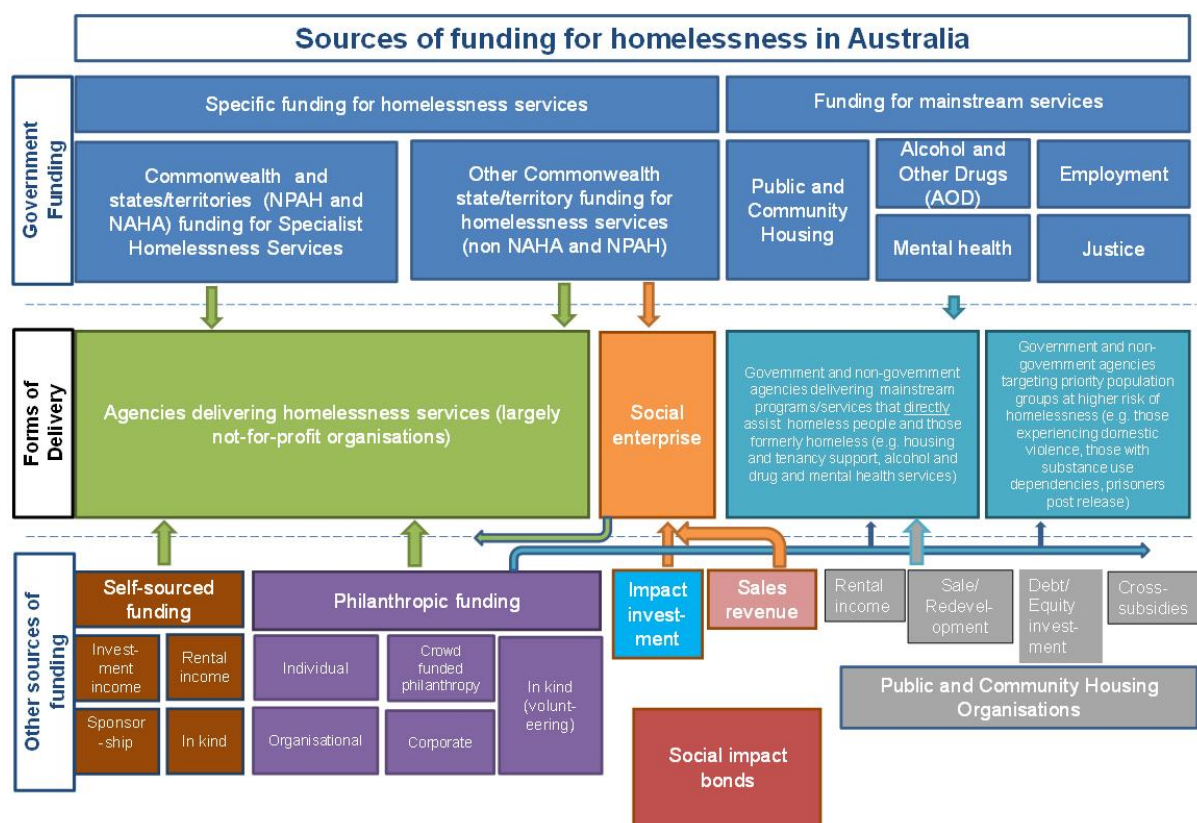 Sources of funding for homelessness in Australia
Government
Funding
Specific funding for homelessness services
Funding for mainstream services
Commonwealth and
states/territories (NPAH and
NAHA) funding for Specialist
Homelessness Services
Other Commonwealth
state/territory funding for
homelessness services
(non NAHA and NPAH)
Public and
Community
Housing
Alcohol and
Other Drugs
(AOD)
Employment
Mental health
Justice
Forms of
Delivery
Agencies delivering homelessness services (largely
not-for-profit organisations)
Social
enterprise
Government and non-government
agencies delivering mainstream
programs/services that directly
assist homeless people and those
formerly homeless (e.g. housing
and tenancy support, alcohol and
drug and mental health services)
Government and non-
government agencies
targeting priority population
groups at higher risk of
homelessness (e.g. those
experiencing domestic
violence, those with
substance use
dependencies, prisoners
post release)
Other sources of
funding
Self-sourced
funding
Invest-
ment
income
Rental
income
Sponsor
-ship
In kind
Philanthropic funding
Individual
Crowd
funded
philanthropy
In kind
(volunt-
eering)
Organisational
Corporate
Impact
invest-
ment
Sales
revenue
Rental
income
Sale/
Redevel-
opment
Debt/
Equity
invest-
ment
Cross-
subsidies
Public and Community Housing
Organisations
Social impact
bonds